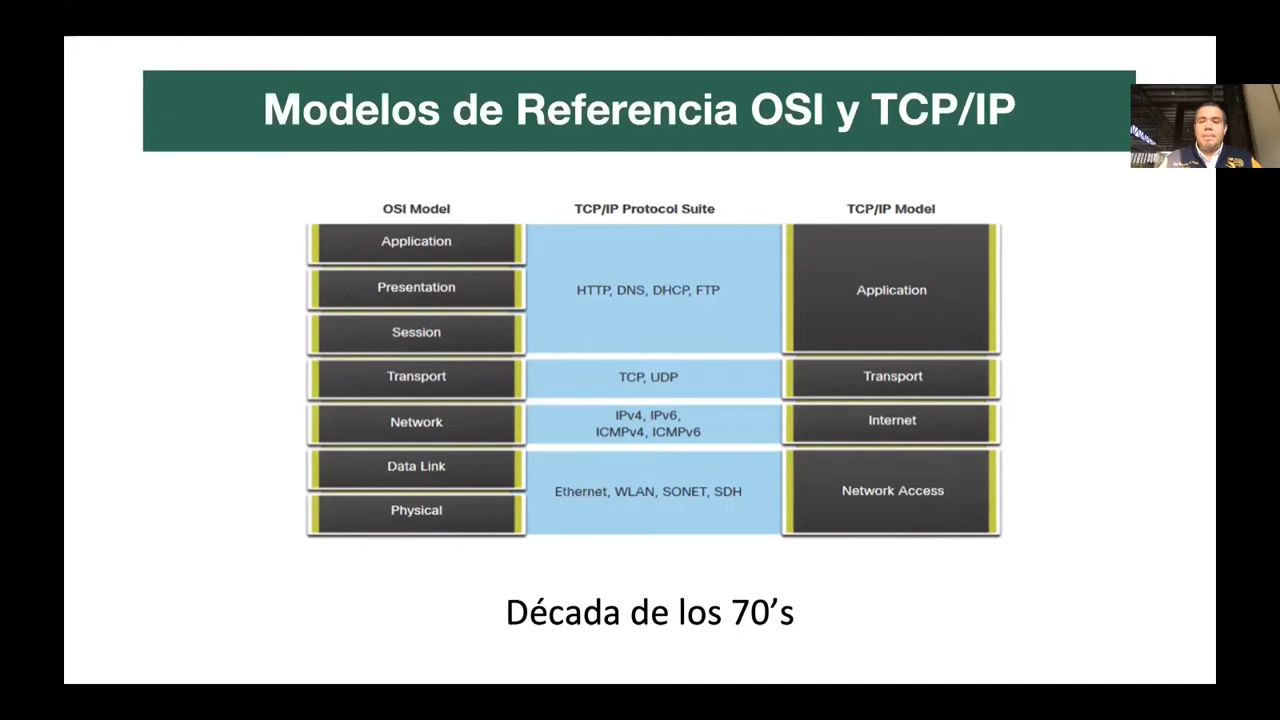 Modelos de Referencia OSI y TCP/IP
OSI Model
TCP/IP Protocol Suite
TCP/IP Model
Application
Presentation
Session
Transport
Network
Data Link
Physical
HTTP, DNS, DHCP, FTP
TCP, UDP
IPv4, IPv6,
ICMPv4, ICMPv6
Ethernet, WLAN, SONET, SDH
Application
Transport
Internet
Network Access
Década de los 70’s